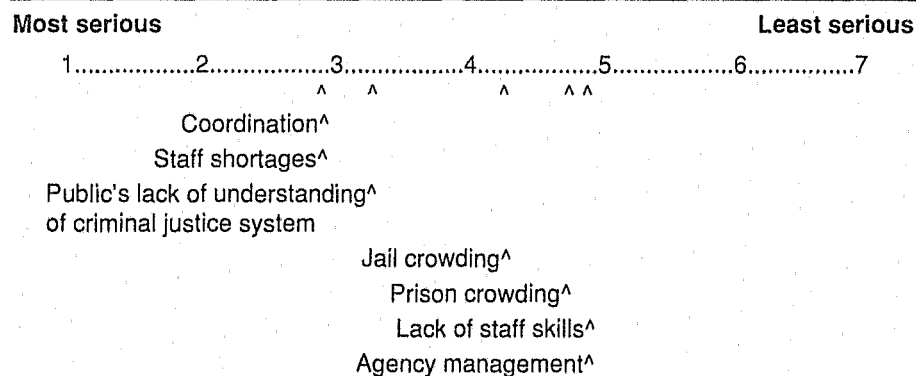 Most serious Least serious
1.................2.................3.................4.................5.................6...............7
^ ^ ^ ^ ^
Coordination^
Staff shortages^
Public's lack of understanding^
of criminal justice system
Jail crowding^
Prison crowding^
Lack of staff skills^
Agency management^